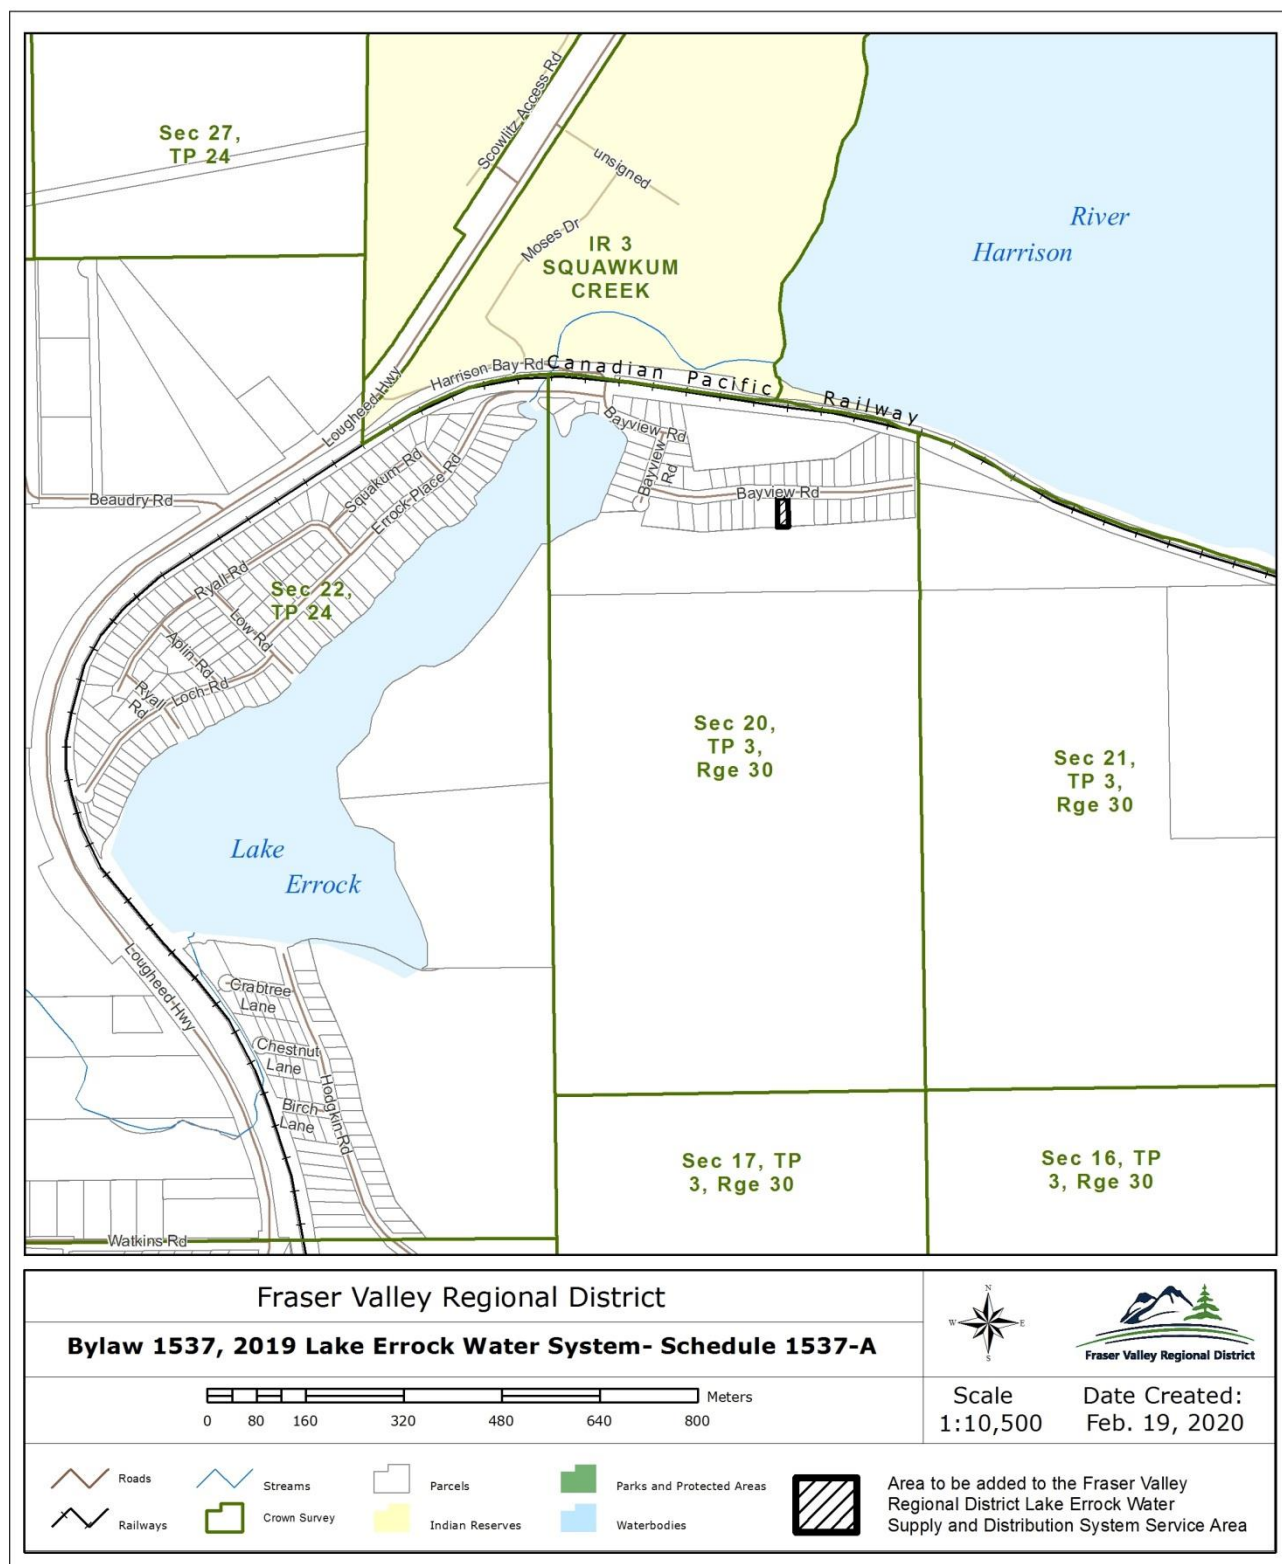 Sec 27,
TP 24
Scowlitz Access Rd
unsigned
Moses Dr
IR 3
SQUAWKUM
CREEK
River
Harrison
Lougheed Hwy
Harrison Bay Rd
Canadian Pacific Railway
Bayview Rd
Bayview
Rd
Bayview Rd
Beaudry Rd
Squakum Rd
Errock Place Rd
Ryall Rd
Sec 22,
TP 24
Low Rd
Aplin Rd
Loch Rd
Ryall
Rd
Sec 20,
TP 3,
Rge 30
Sec 21,
TP 3,
Rge 30
Lake
Errock
Lougheed Hwy
Crabtree
Lane
Chestnut
Lane
Birch
Lane
Hodgkin Rd
Sec 17, TP
3, Rge 30
Sec 16, TP
3, Rge 30
Watkins Rd
Fraser Valley Regional District
Bylaw 1537, 2019 Lake Errock Water System- Schedule 1537-A
N
W E
S
Fraser Valley Regional District
Meters
0 80 160 320 480 640 800
Scale
1:10,500
Date Created:
Feb. 19, 2020
Roads
Streams
Parcels
Parks and Protected Areas
Railways
Crown Survey
Indian Reserves
Waterbodies
Area to be added to the Fraser Valley
Regional District Lake Errock Water
Supply and Distribution System Service Area